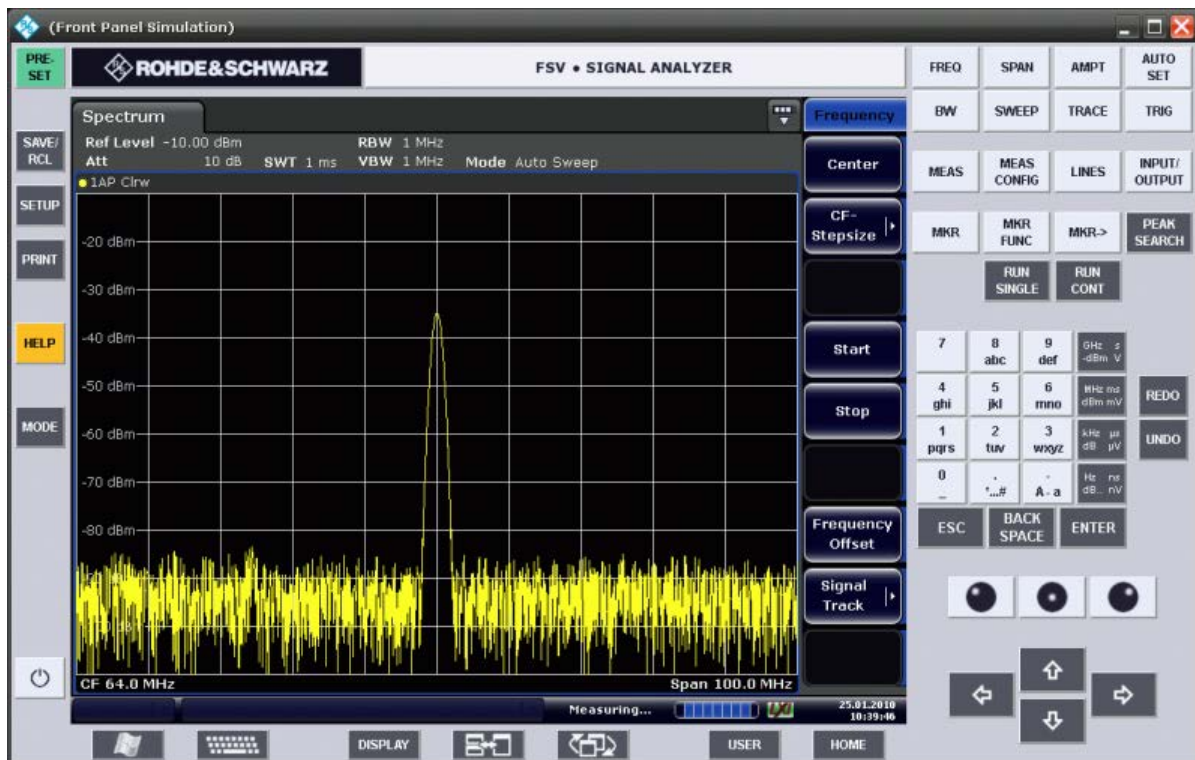 (Front Panel Simulation)
PRE-
SET
ROHDE&SCHWARZ
FSV • SIGNAL ANALYZER
FREQ
SPAN
AMPT
AUTO
SET
Spectrum
Frequency
BW
SWEEP
TRACE
TRIG
SAVE/
RCL
Ref Level -10.00 dBm
RBW 1 MHz
Att 10 dB SWT 1 ms VBW 1 MHz Mode Auto Sweep
1AP Clrw
Center
MEAS
MEAS
CONFIG
LINES
INPUT/
OUTPUT
SETUP
CF-
Stepsize
MKR
MKR
FUNC
MKR->
PEAK
SEARCH
PRINT
-20 dBm
-30 dBm
RUN
SINGLE
RUN
CONT
HELP
-40 dBm
Start
7
8
abc
9
def
GHz s
-dBm V
-50 dBm
Stop
4
ghi
5
jkl
6
mno
MHz ms
dBm mV
REDO
MODE
-60 dBm
1
pqrs
2
tuv
3
wxyz
kHz µs
dB µV
UNDO
-70 dBm
0
_
.
*...#
-
A-a
Hz ns
dB.. nV
-80 dBm
Frequency
Offset
ESC
BACK
SPACE
ENTER
Signal
Track
CF 64.0 MHz
Span 100.0 MHz
Measuring...
25.01.2010
10:39:46
DISPLAY
USER
HOME